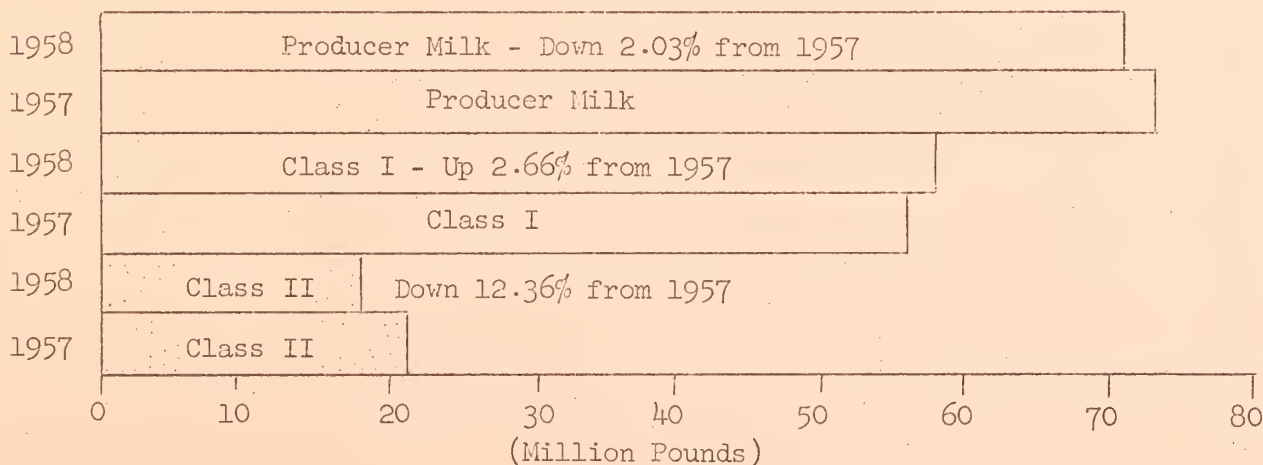 1958 Producer Milk - Down 2.03% from 1957
1957 Producer Milk
1958 Class I - Up 2.66% from 1957
1957 Class I
1958 Class II Down 12.36% from 1957
1957 Class II
0 10 20 30 40 50 60 70 80
(Million Pounds)